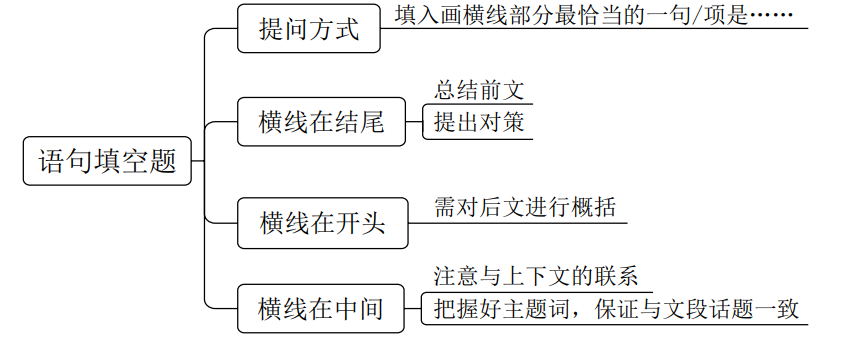 语句填空题
提问方式
填入画横线部分最恰当的一句/项是……
横线在结尾
总结前文
提出对策
横线在开头
需对后文进行概括
横线在中间
注意与上下文的联系
把握好主题词，保证与文段话题一致